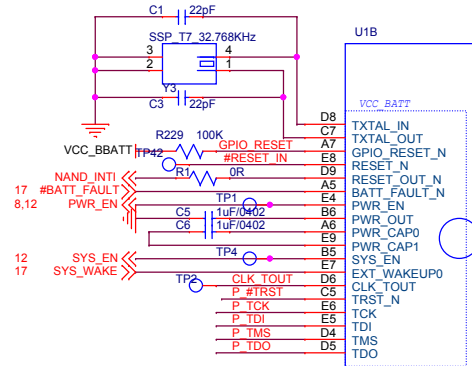 C1 22pF
U1B
SSP_T7_32.768KHz
3 4
2 1
Y3
C3 22pF
VCC_BATT
D8 TXTAL_IN
C7 TXTAL_OUT
VCC_BBATT R229 100K GPIO_RESET A7 GPIO_RESET_N
TP42 #RESET_IN E8 RESET_N
NAND_INTI R1 0R D9 RESET_OUT_N
17 #BATT_FAULT A5 BATT_FAULT_N
8,12 PWR_EN TP1 E4 PWR_EN
C5 1uF/0402 B6 PWR_OUT
C6 1uF/0402 A6 PWR_CAP0
E9 PWR_CAP1
12 SYS_EN TP4 B5 SYS_EN
17 SYS_WAKE E7 EXT_WAKEUP0
TP2 CLK_TOUT D6 CLK_TOUT
P_#TRST C5 TRST_N
P_TCK E6 TCK
P_TDI E5 TDI
P_TMS D4 TMS
P_TDO D5 TDO